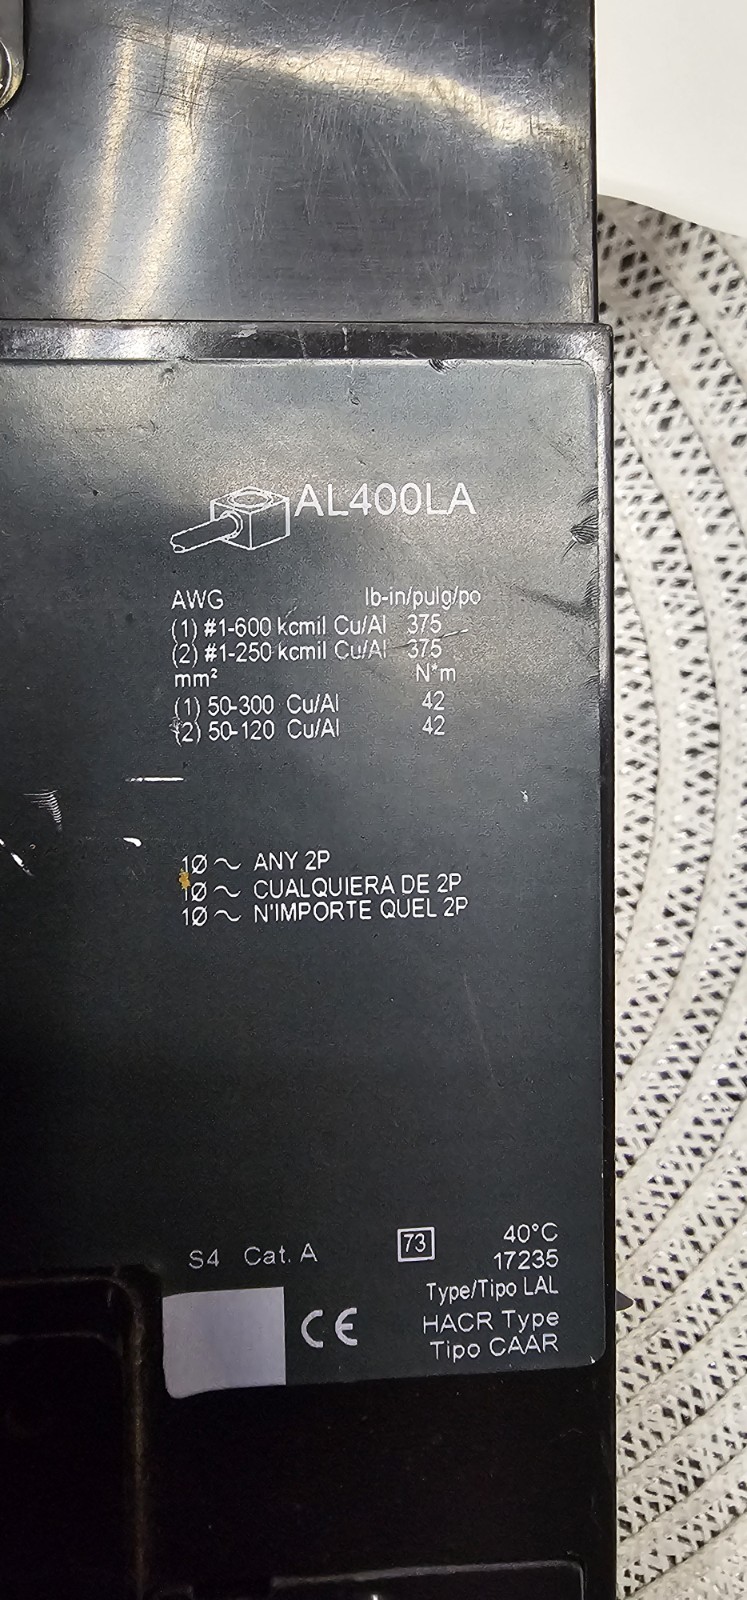 AL400LA
AWG lb-in/pulg/po
(1) #1-600 kcmil Cu/Al 375
(2) #1-250 kcmil Cu/Al 375
mm² N*m
(1) 50-300 Cu/Al 42
(2) 50-120 Cu/Al 42
1Ø ~ ANY 2P
1Ø ~ CUALQUIERA DE 2P
1Ø ~ N'IMPORTE QUEL 2P
S4 Cat. A 73 40°C
17235
Type/Tipo LAL
CE HACR Type
Tipo CAAR